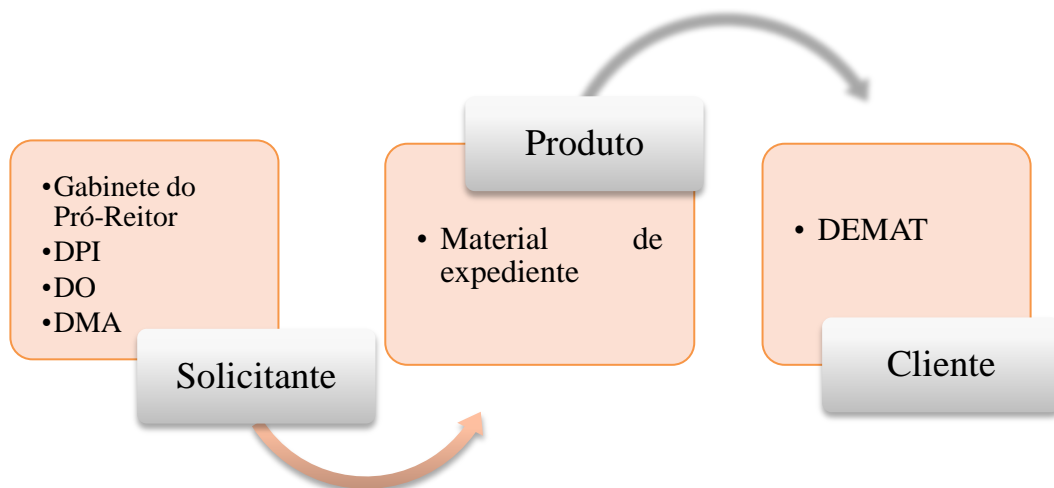 •Gabinete do
Pró-Reitor
•DPI
•DO
•DMA
Solicitante
Produto
• Material de
expediente
• DEMAT
Cliente